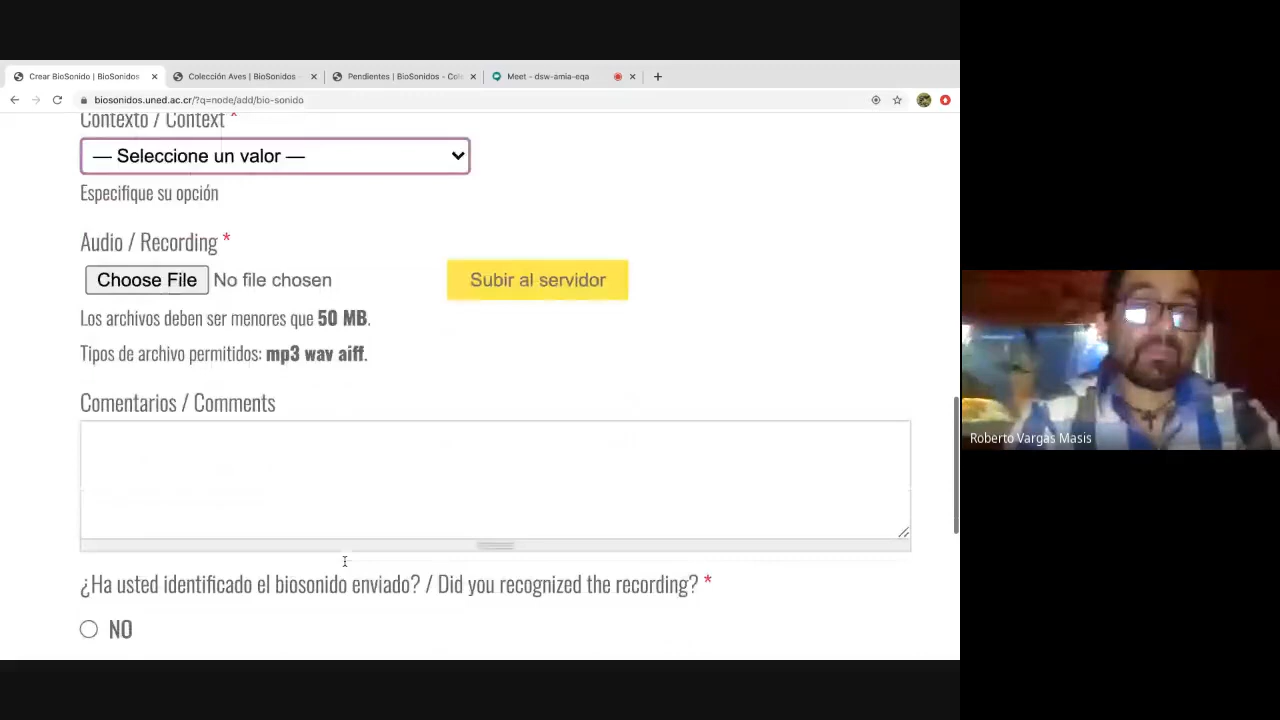 Crear BioSonido | BioSonidos
Colección Aves | BioSonidos -
Pendientes | BioSonidos - Cole
Meet - dsw-amia-eqa
biosonidos.uned.ac.cr/?q=node/add/bio-sonido
Contexto / Context *
— Seleccione un valor —
Especifique su opción
Audio / Recording *
Choose File No file chosen
Subir al servidor
Los archivos deben ser menores que 50 MB.
Tipos de archivo permitidos: mp3 wav aiff.
Comentarios / Comments
¿Ha usted identificado el biosonido enviado? / Did you recognized the recording? *
NO
Roberto Vargas Masis